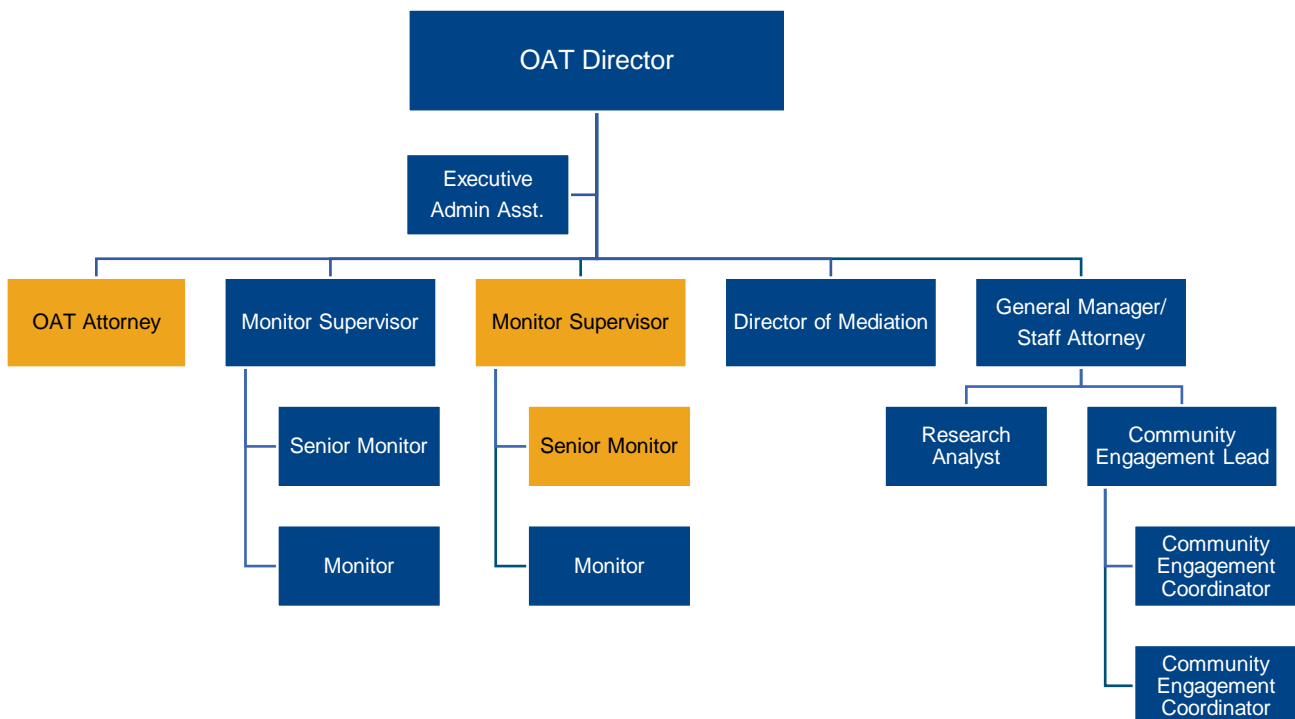 OAT Director
Executive
Admin Asst.
OAT Attorney
Monitor Supervisor
Monitor Supervisor
Director of Mediation
General Manager/
Staff Attorney
Senior Monitor
Senior Monitor
Research
Analyst
Community
Engagement Lead
Monitor
Monitor
Community
Engagement
Coordinator
Community
Engagement
Coordinator